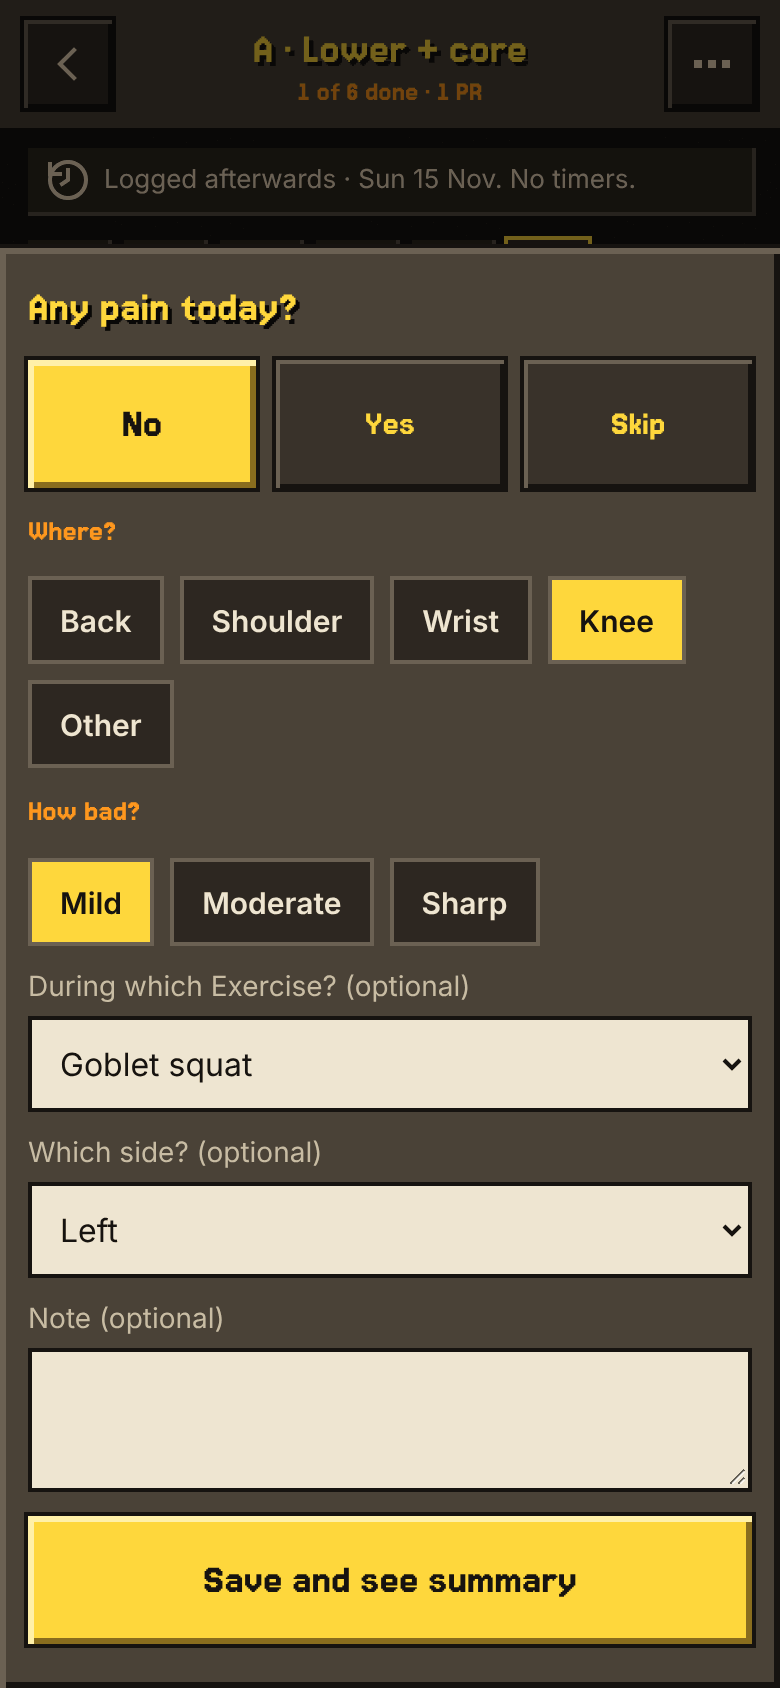 A · Lower + core
1 of 6 done · 1 PR
Logged afterwards · Sun 15 Nov. No timers.
Any pain today?
No Yes Skip
Where?
Back Shoulder Wrist Knee
Other
How bad?
Mild Moderate Sharp
During which Exercise? (optional)
Goblet squat
Which side? (optional)
Left
Note (optional)
Save and see summary